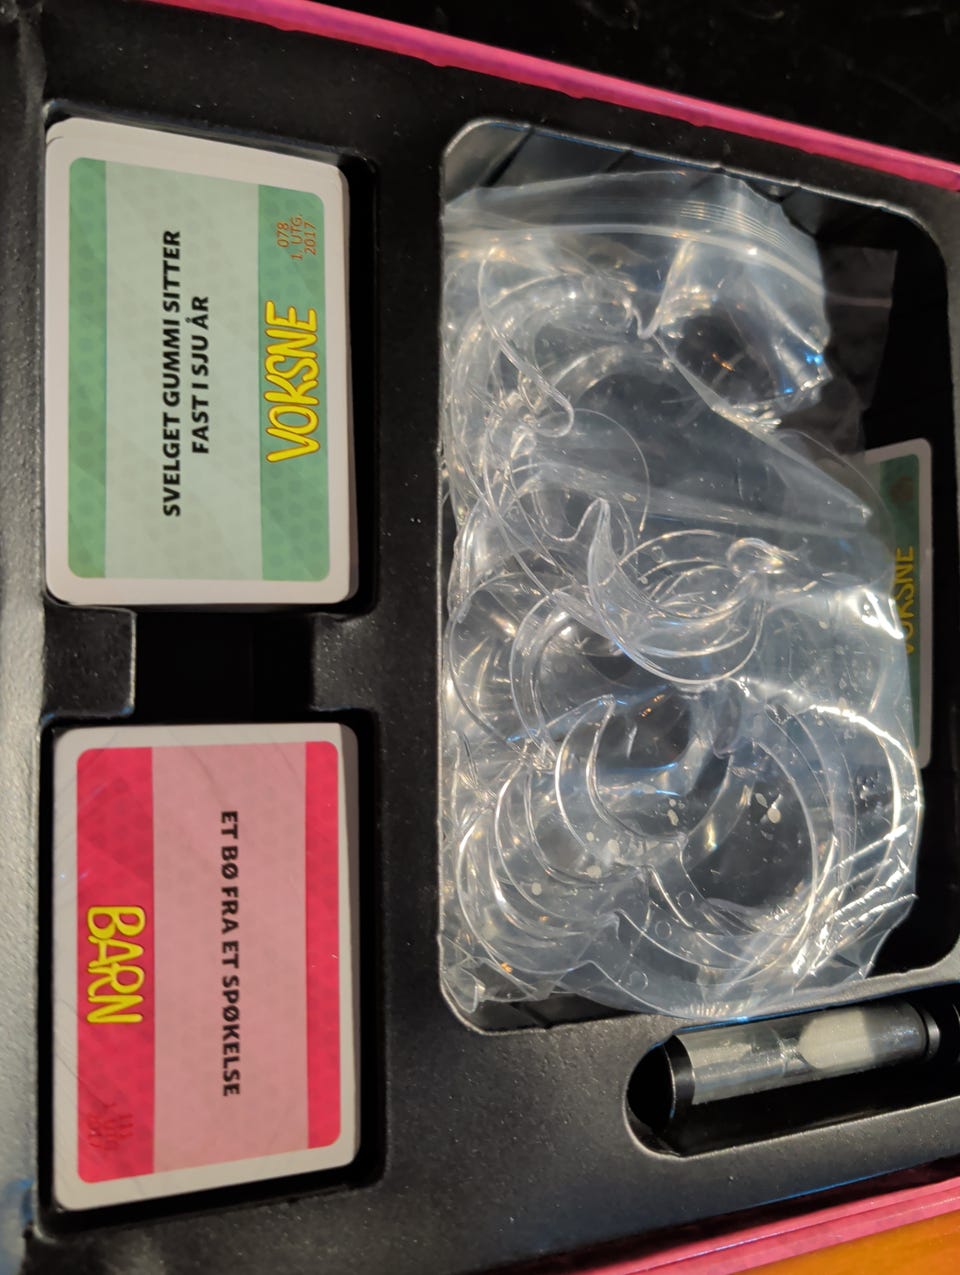 078
1. UTG.
2017
SVELGET GUMMI SITTER
FAST I SJU ÅR
VOKSNE
VOKSNE
ET BØ FRA ET SPØKELSE
BARN